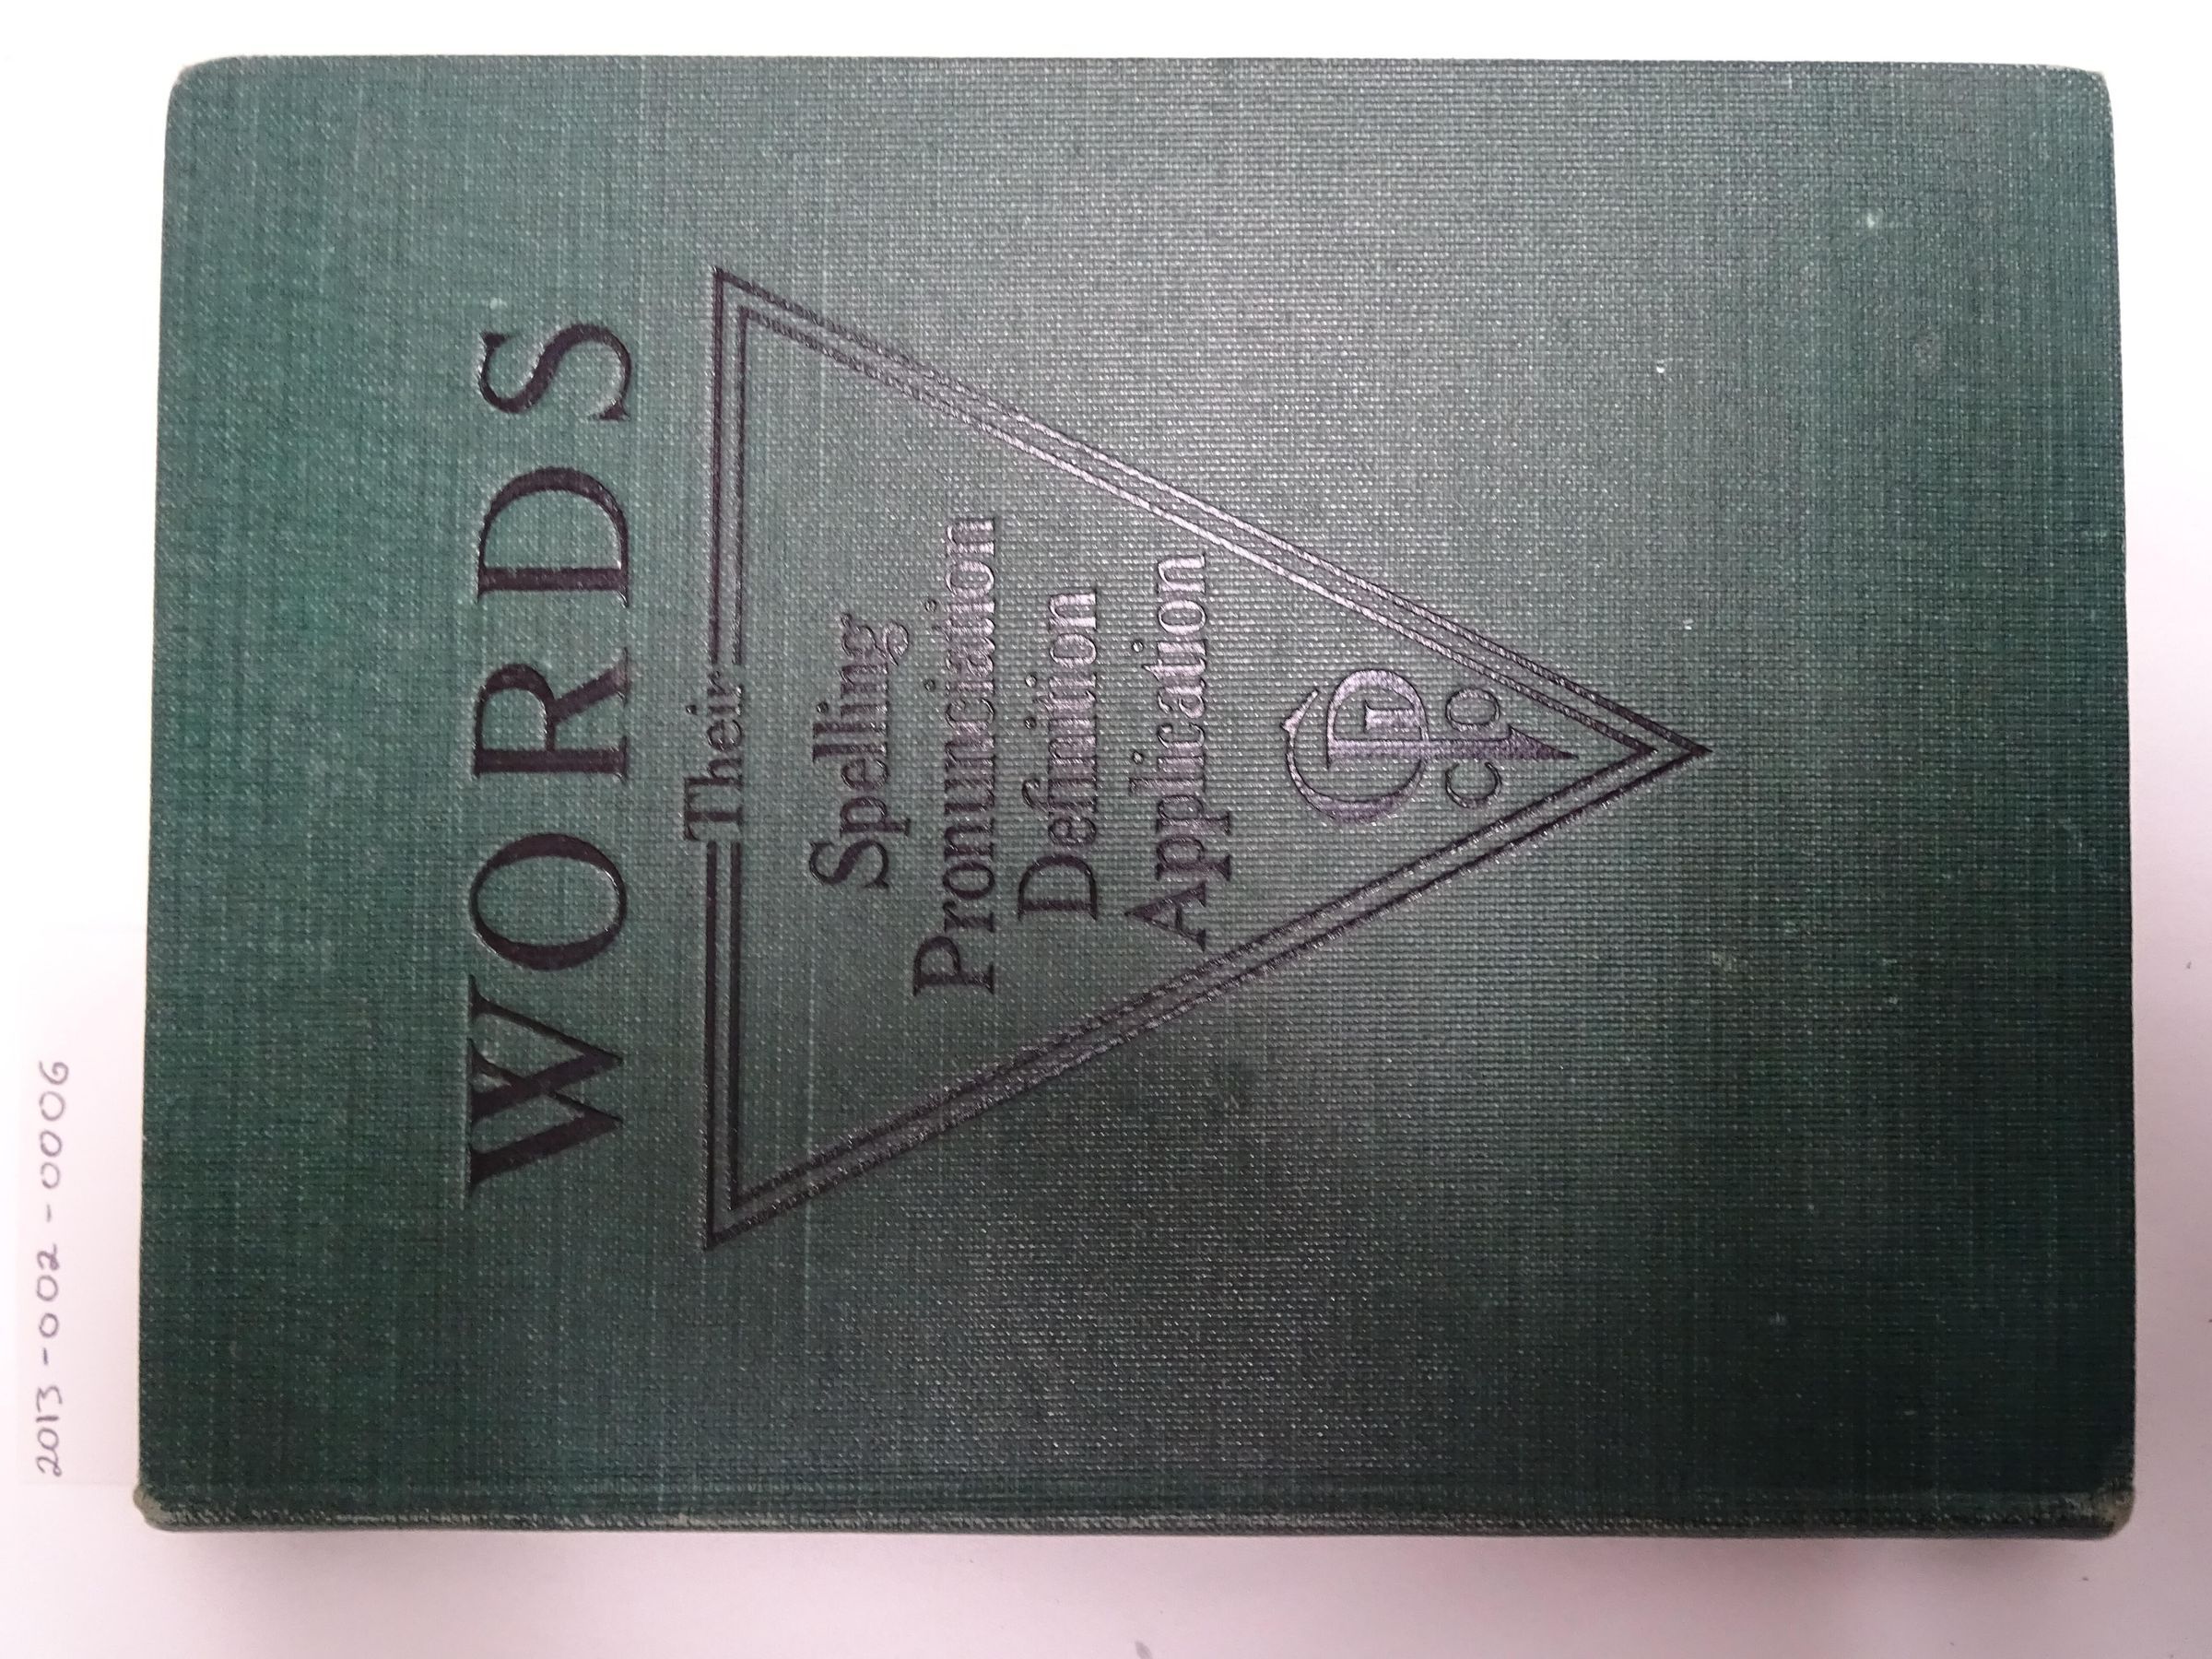 WORDS
Their
Spelling
Pronunciation
Definition
Application
2013-002-0006